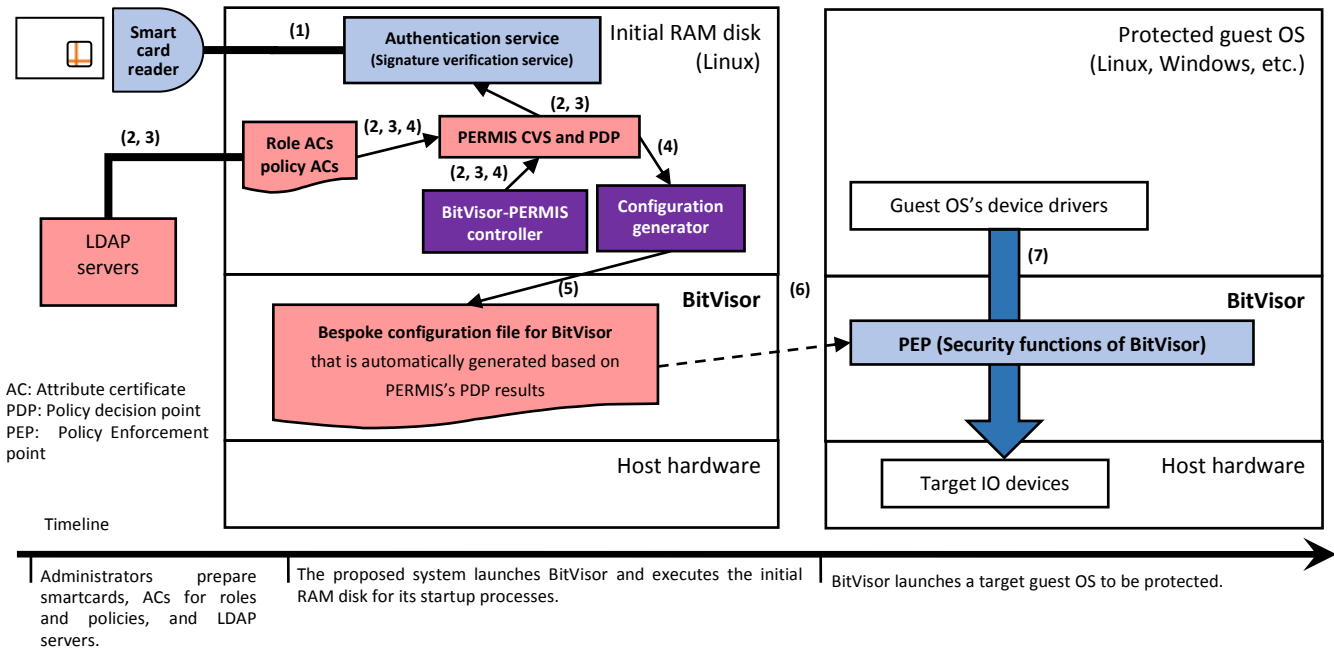 Smart
card
reader
(1)
Authentication service
(Signature verification service)
Initial RAM disk
(Linux)
Protected guest OS
(Linux, Windows, etc.)
(2, 3)
(2, 3)
Role ACs
policy ACs
(2, 3, 4)
PERMIS CVS and PDP
(4)
(2, 3, 4)
BitVisor-PERMIS
controller
Configuration
generator
Guest OS's device drivers
LDAP
servers
(7)
(5)
BitVisor
(6)
BitVisor
Bespoke configuration file for BitVisor
that is automatically generated based on
PERMIS's PDP results
PEP (Security functions of BitVisor)
AC: Attribute certificate
PDP: Policy decision point
PEP: Policy Enforcement
point
Host hardware
Host hardware
Target IO devices
Timeline
Administrators prepare
smartcards, ACs for roles
and policies, and LDAP
servers.
The proposed system launches BitVisor and executes the initial
RAM disk for its startup processes.
BitVisor launches a target guest OS to be protected.